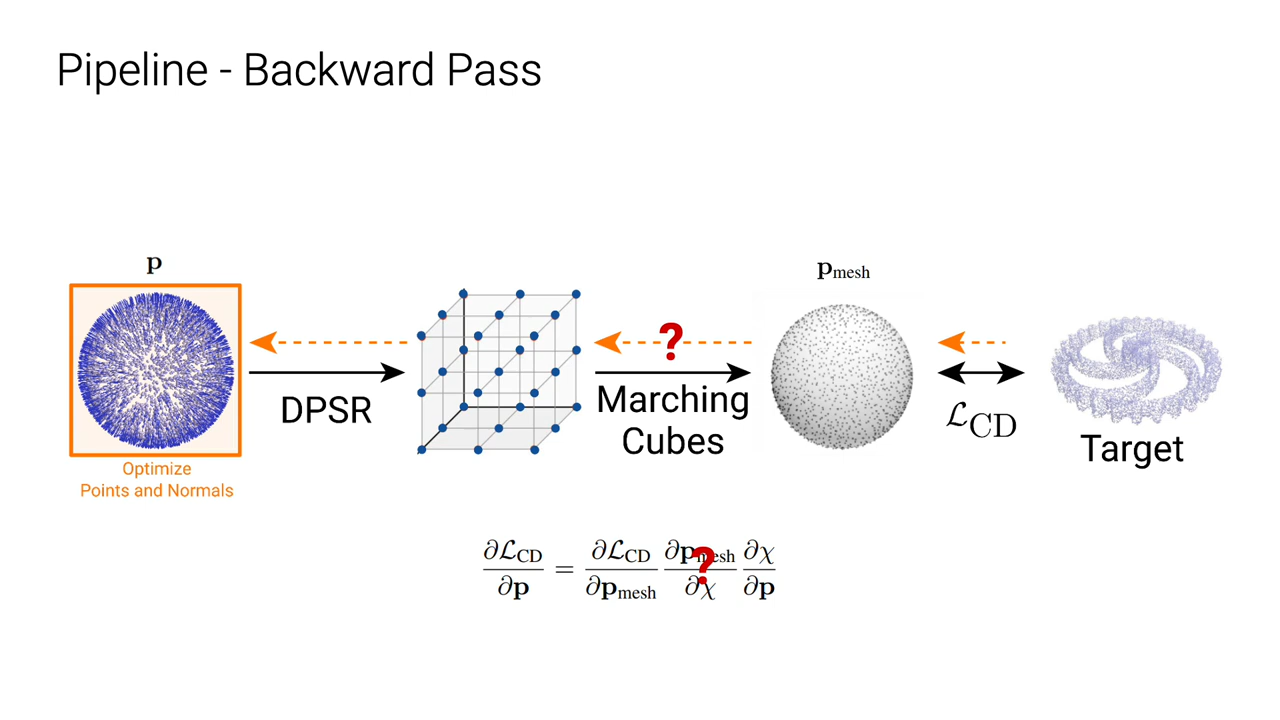 Pipeline - Backward Pass
p
p_mesh
?
DPSR
Marching
Cubes
ℒ_CD
Target
Optimize
Points and Normals
∂ℒ_CD/∂p = ∂ℒ_CD/∂p_mesh ∂p_mesh/∂χ ∂χ/∂p
?